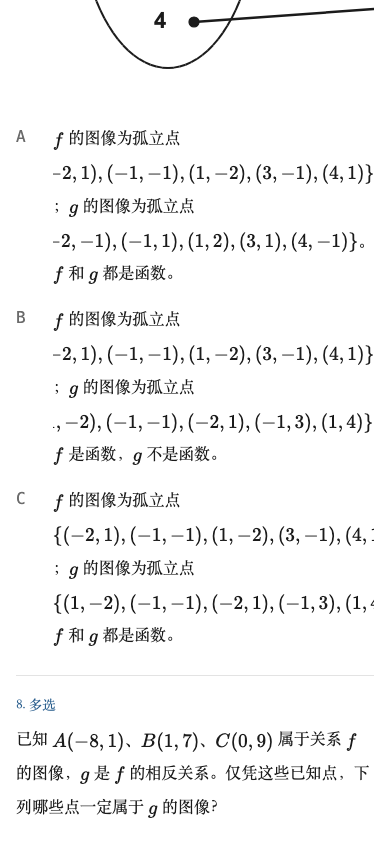 4
A
f 的图像为孤立点
−2, 1), (−1, −1), (1, −2), (3, −1), (4, 1)}
；g 的图像为孤立点
−2, −1), (−1, 1), (1, 2), (3, 1), (4, −1)}。
f 和 g 都是函数。
B
f 的图像为孤立点
−2, 1), (−1, −1), (1, −2), (3, −1), (4, 1)}
；g 的图像为孤立点
, −2), (−1, −1), (−2, 1), (−1, 3), (1, 4)}
f 是函数，g 不是函数。
C
f 的图像为孤立点
{(−2, 1), (−1, −1), (1, −2), (3, −1), (4,
；g 的图像为孤立点
{(1, −2), (−1, −1), (−2, 1), (−1, 3), (1,
f 和 g 都是函数。
8. 多选
已知 A(−8, 1)、B(1, 7)、C(0, 9) 属于关系 f
的图像，g 是 f 的相反关系。仅凭这些已知点，下
列哪些点一定属于 g 的图像？